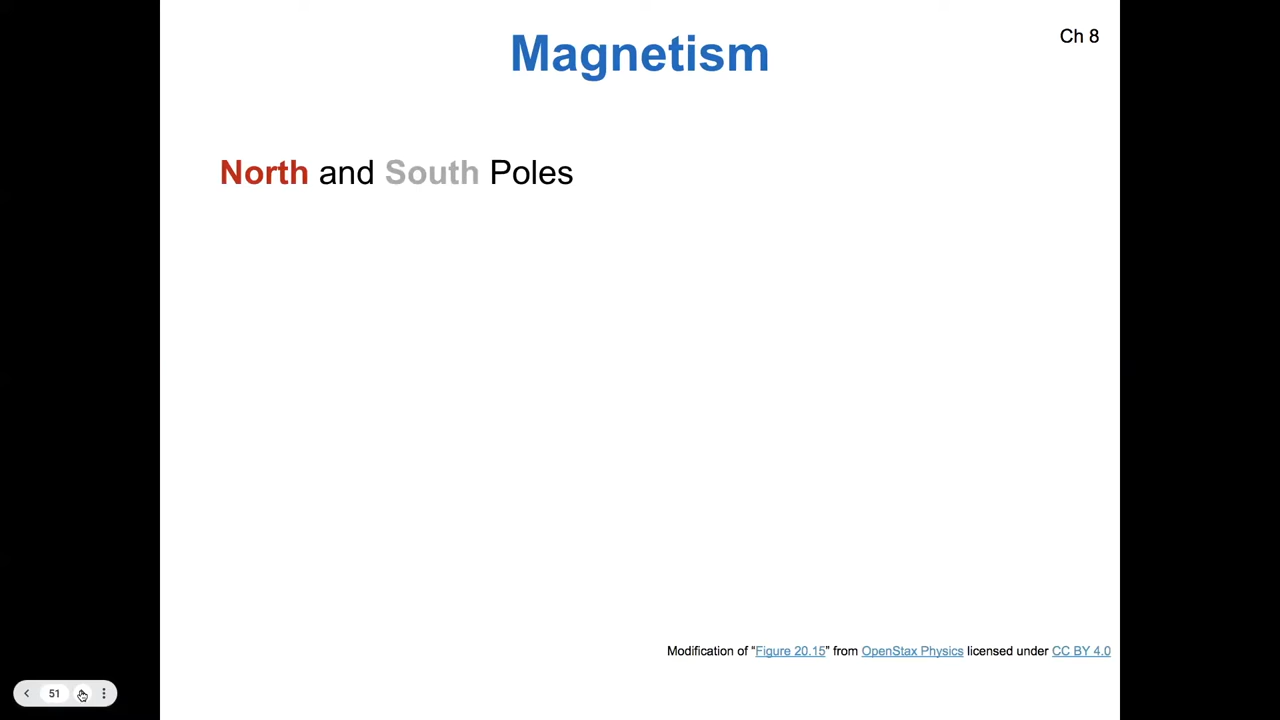 Magnetism
Ch 8
North and South Poles
Modification of “Figure 20.15” from OpenStax Physics licensed under CC BY 4.0
51